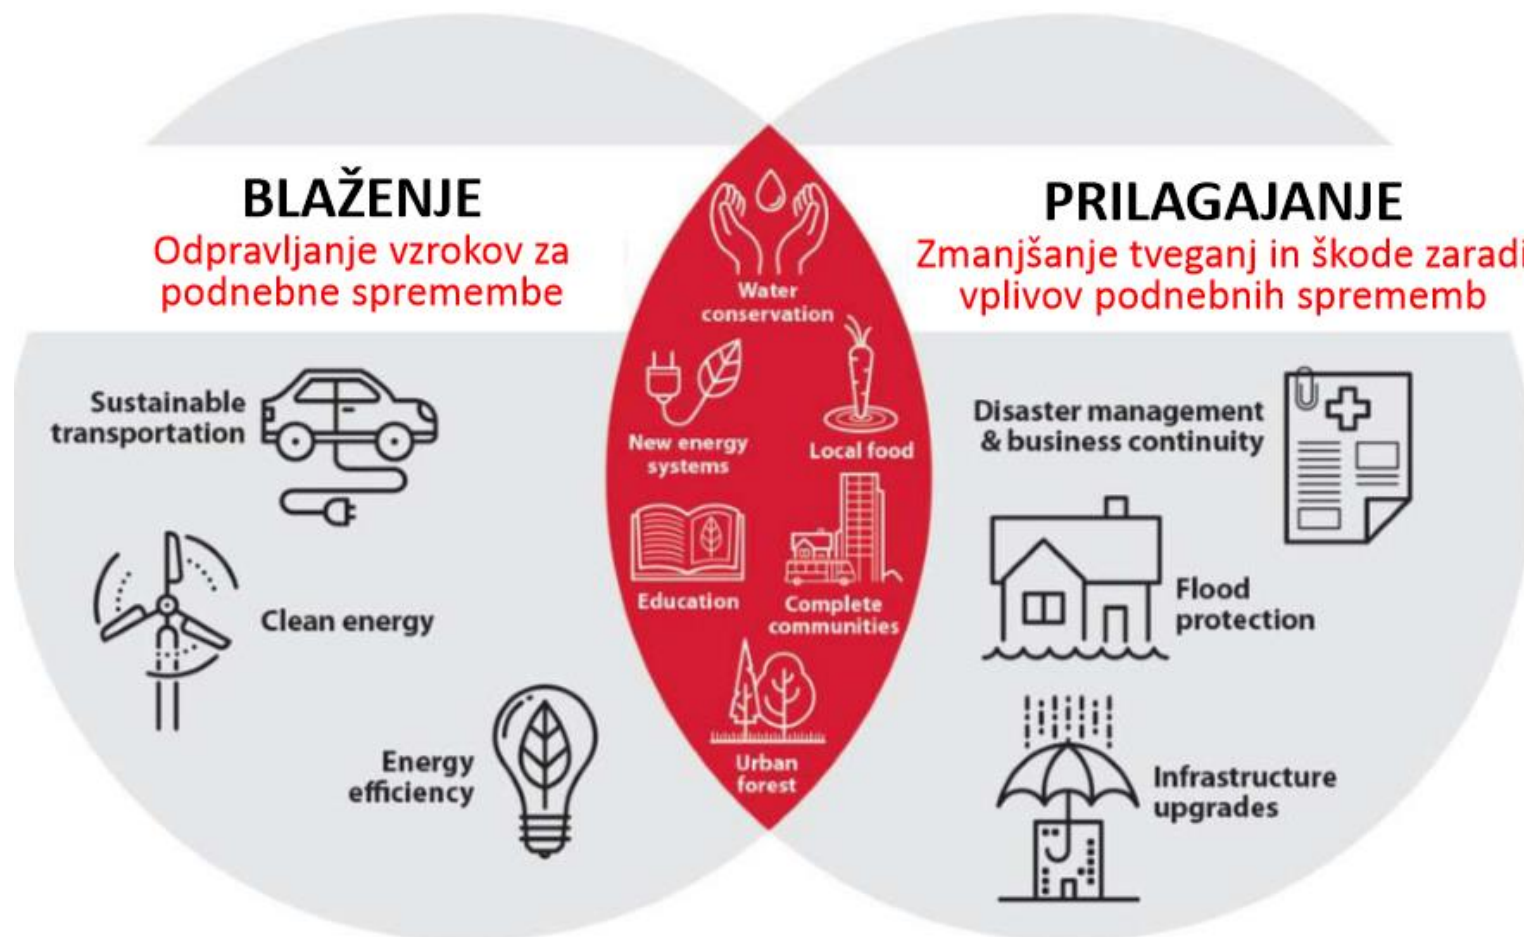 BLAŽENJE
Odpravljanje vzrokov za
podnebne spremembe
Sustainable
transportation
Clean energy
Energy
efficiency
Water
conservation
New energy
systems
Local food
Education
Complete
communities
Urban
forest
PRILAGAJANJE
Zmanjšanje tveganj in škode zaradi
vplivov podnebnih sprememb
Disaster management
& business continuity
Flood
protection
Infrastructure
upgrades